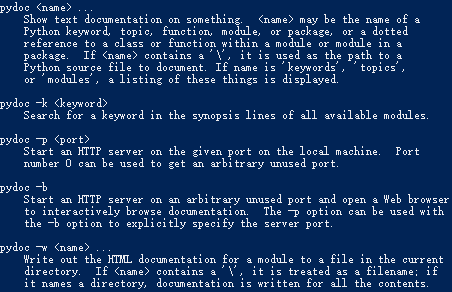 pydoc <name> ...
Show text documentation on something.  <name> may be the name of a
Python keyword, topic, function, module, or package, or a dotted
reference to a class or function within a module or module in a
package.  If <name> contains a '\', it is used as the path to a
Python source file to document. If name is 'keywords', 'topics',
or 'modules', a listing of these things is displayed.
pydoc -k <keyword>
Search for a keyword in the synopsis lines of all available modules.
pydoc -p <port>
Start an HTTP server on the given port on the local machine.  Port
number 0 can be used to get an arbitrary unused port.
pydoc -b
Start an HTTP server on an arbitrary unused port and open a Web browser
to interactively browse documentation.  The -p option can be used with
the -b option to explicitly specify the server port.
pydoc -w <name> ...
Write out the HTML documentation for a module to a file in the current
directory.  If <name> contains a '\', it is treated as a filename; if
it names a directory, documentation is written for all the contents.